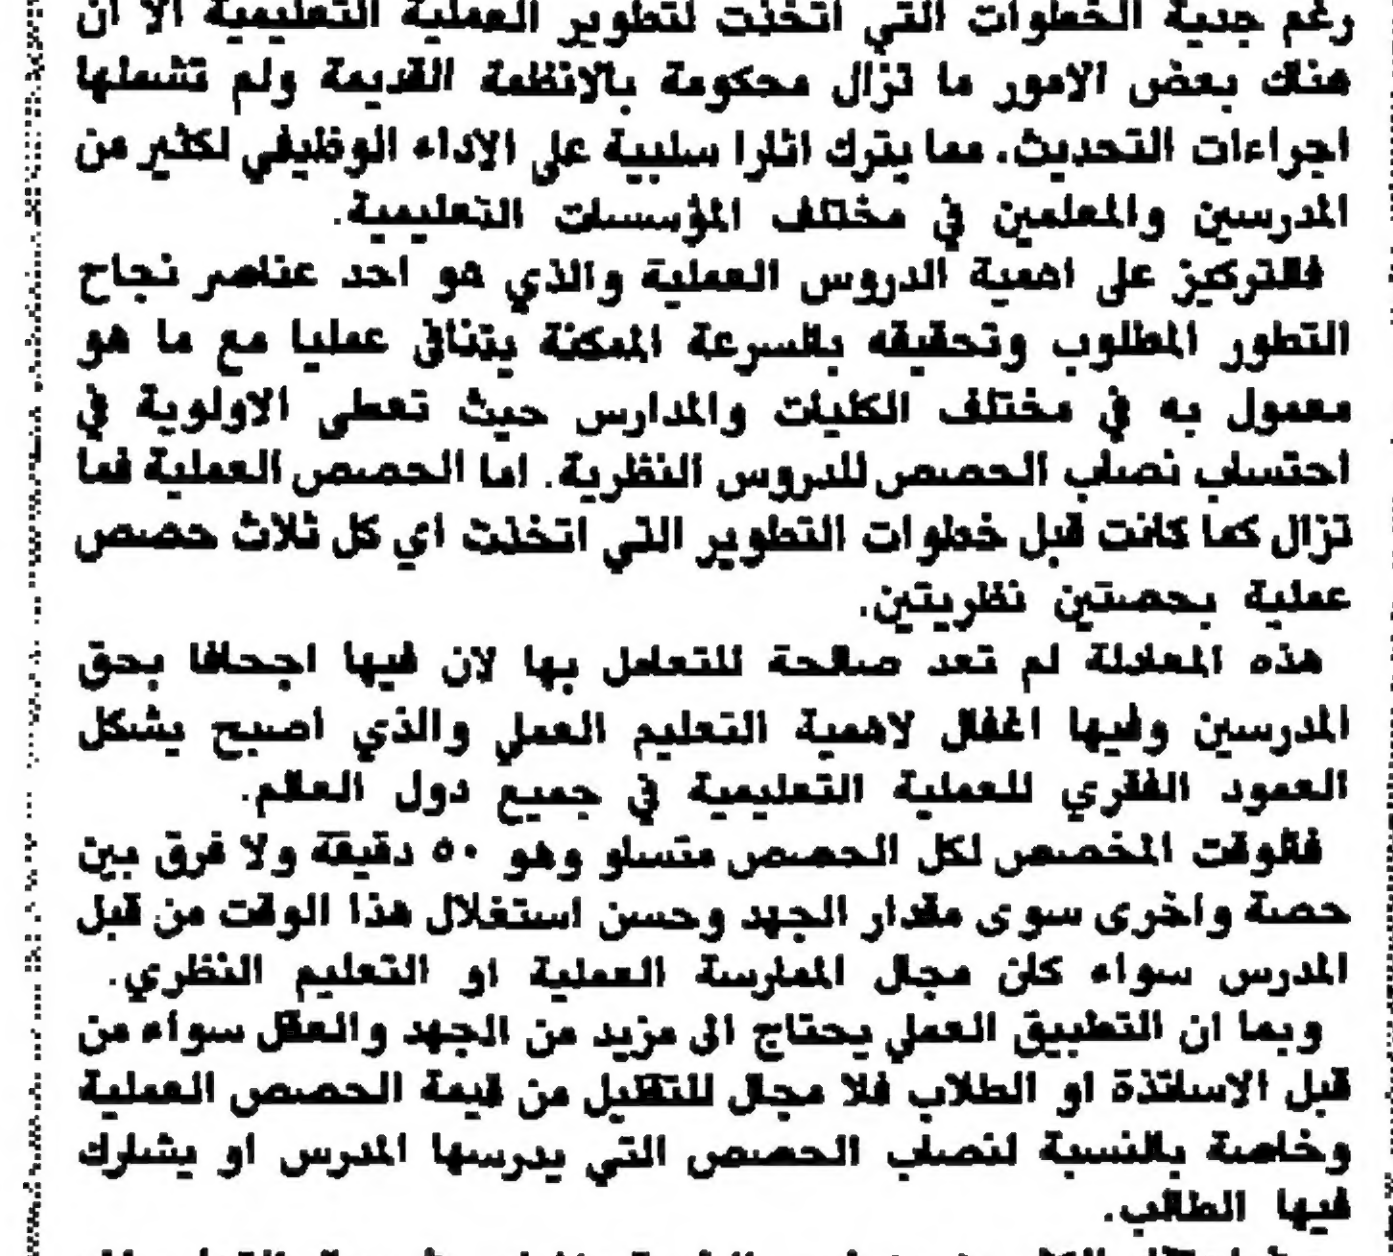 رغم جدية الخطوات التي اتخذت لتطوير العملية التعليمية الا ان
هناك بعض الامور ما تزال محكومة بالانظمة القديمة ولم تشملها
اجراءات التحديث، مما يترك اثارا سلبية على الاداء الوظيفي لكثير من
المدرسين والمعلمين في مختلف المؤسسات التعليمية.
فالتركيز على اهمية الدروس العملية والذي هو احد عناصر نجاح
التطور المطلوب وتحقيقه بالسرعة الممكنة يتنافى عمليا مع ما هو
معمول به في مختلف الكليات والمدارس حيث تعطى الاولوية في
احتساب نصاب الحصص للدروس النظرية. اما الحصص العملية فما
تزال كما كانت قبل خطوات التطوير التي اتخذت اي كل ثلاث حصص
عملية بحصتين نظريتين.
هذه المعادلة لم تعد صالحة للتعامل بها لان فيها اجحافا بحق
المدرسين وفيها اغفال لاهمية التعليم العملي والذي اصبح يشكل
العمود الفقري للعملية التعليمية في جميع دول العالم.
فالوقت المخصص لكل الحصص متساو وهو ٥٠ دقيقة ولا فرق بين
حصة واخرى سوى مقدار الجهد وحسن استغلال هذا الوقت من قبل
المدرس سواء كان مجال الممارسة العملية او التعليم النظري.
وبما ان التطبيق العملي يحتاج الى مزيد من الجهد والعقل سواء من
قبل الاساتذة او الطلاب فلا مجال للتقليل من قيمة الحصص العملية
وخاصة بالنسبة لنصاب الحصص التي يدرسها المدرس او يشارك
فيها الطالب.